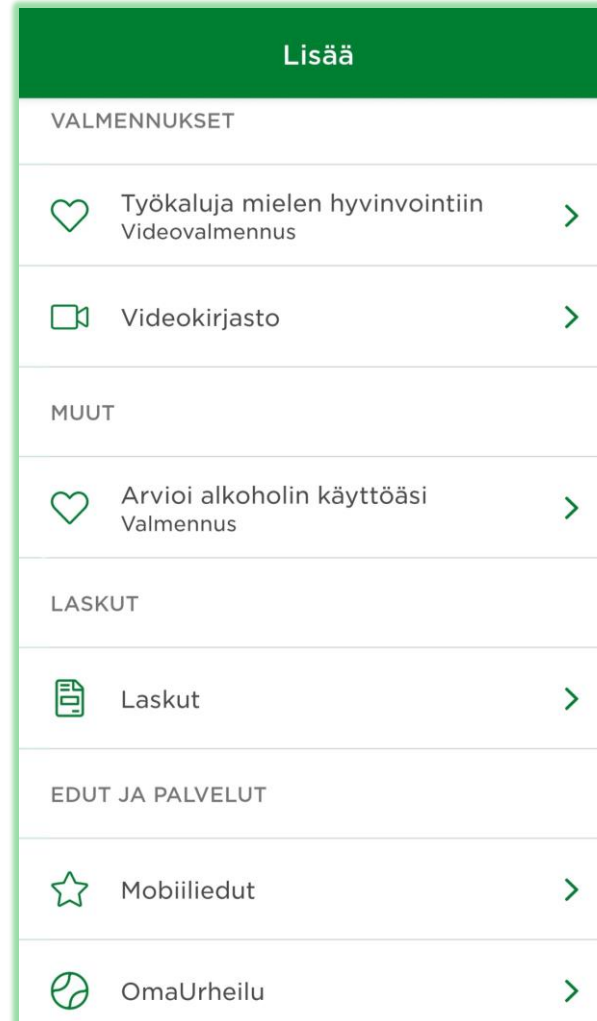 Lisää
VALMENNUKSET
Työkaluja mielen hyvinvointiin
Videovalmennus
Videokirjasto
MUUT
Arvioi alkoholin käyttöäsi
Valmennus
LASKUT
Laskut
EDUT JA PALVELUT
Mobiiliedut
OmaUrheilu